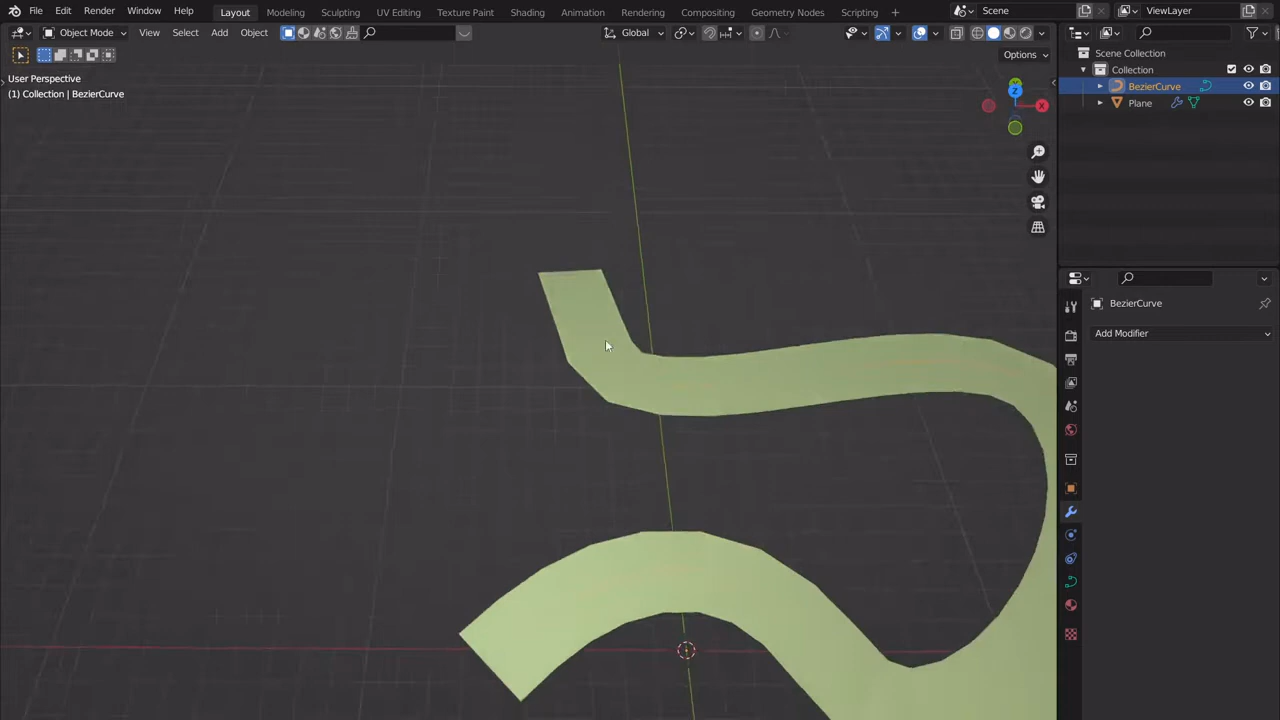 File Edit Render Window Help Layout Modeling Sculpting UV Editing Texture Paint Shading Animation Rendering Compositing Geometry Nodes Scripting + Scene ViewLayer
Object Mode View Select Add Object Global
Options
User Perspective
(1) Collection | BezierCurve
Z
X
Scene Collection
Collection
BezierCurve
Plane
BezierCurve
Add Modifier